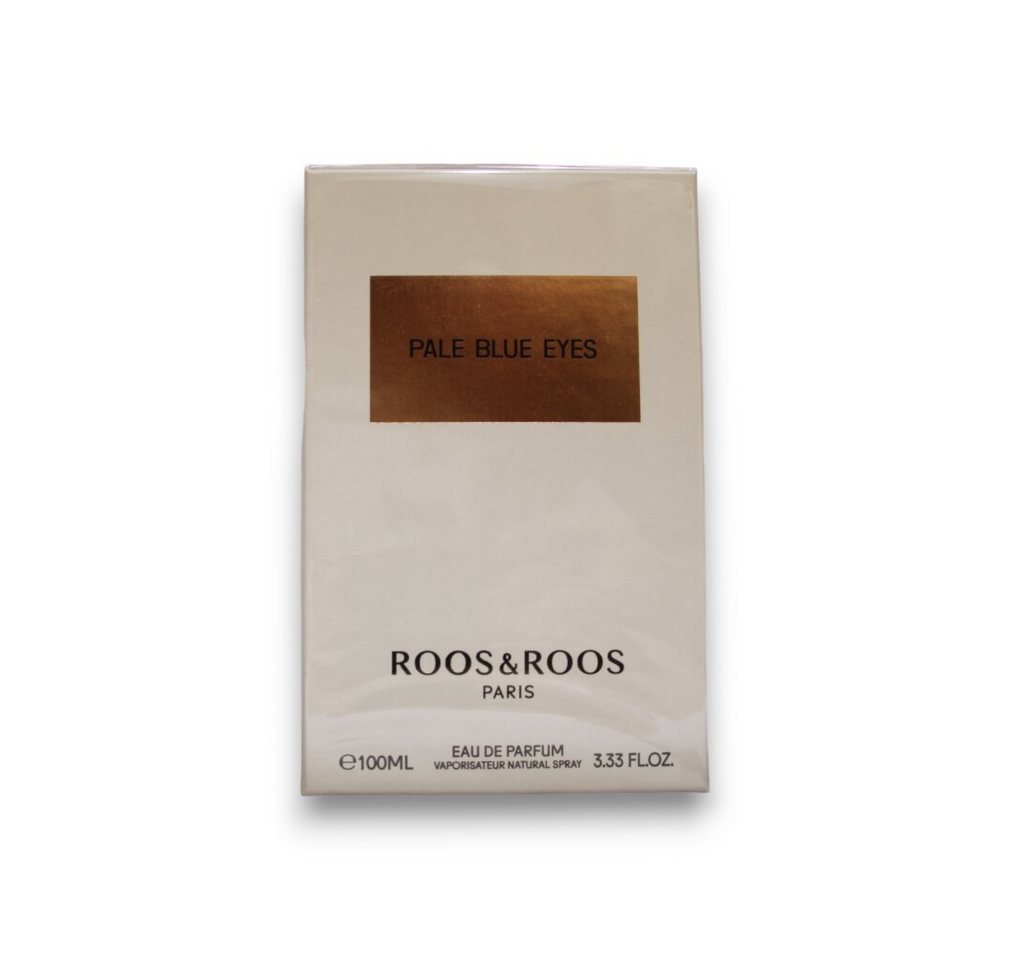 PALE BLUE EYES
ROOS&ROOS
PARIS
℮100ML EAU DE PARFUM 3.33 FL.OZ.
VAPORISATEUR NATURAL SPRAY